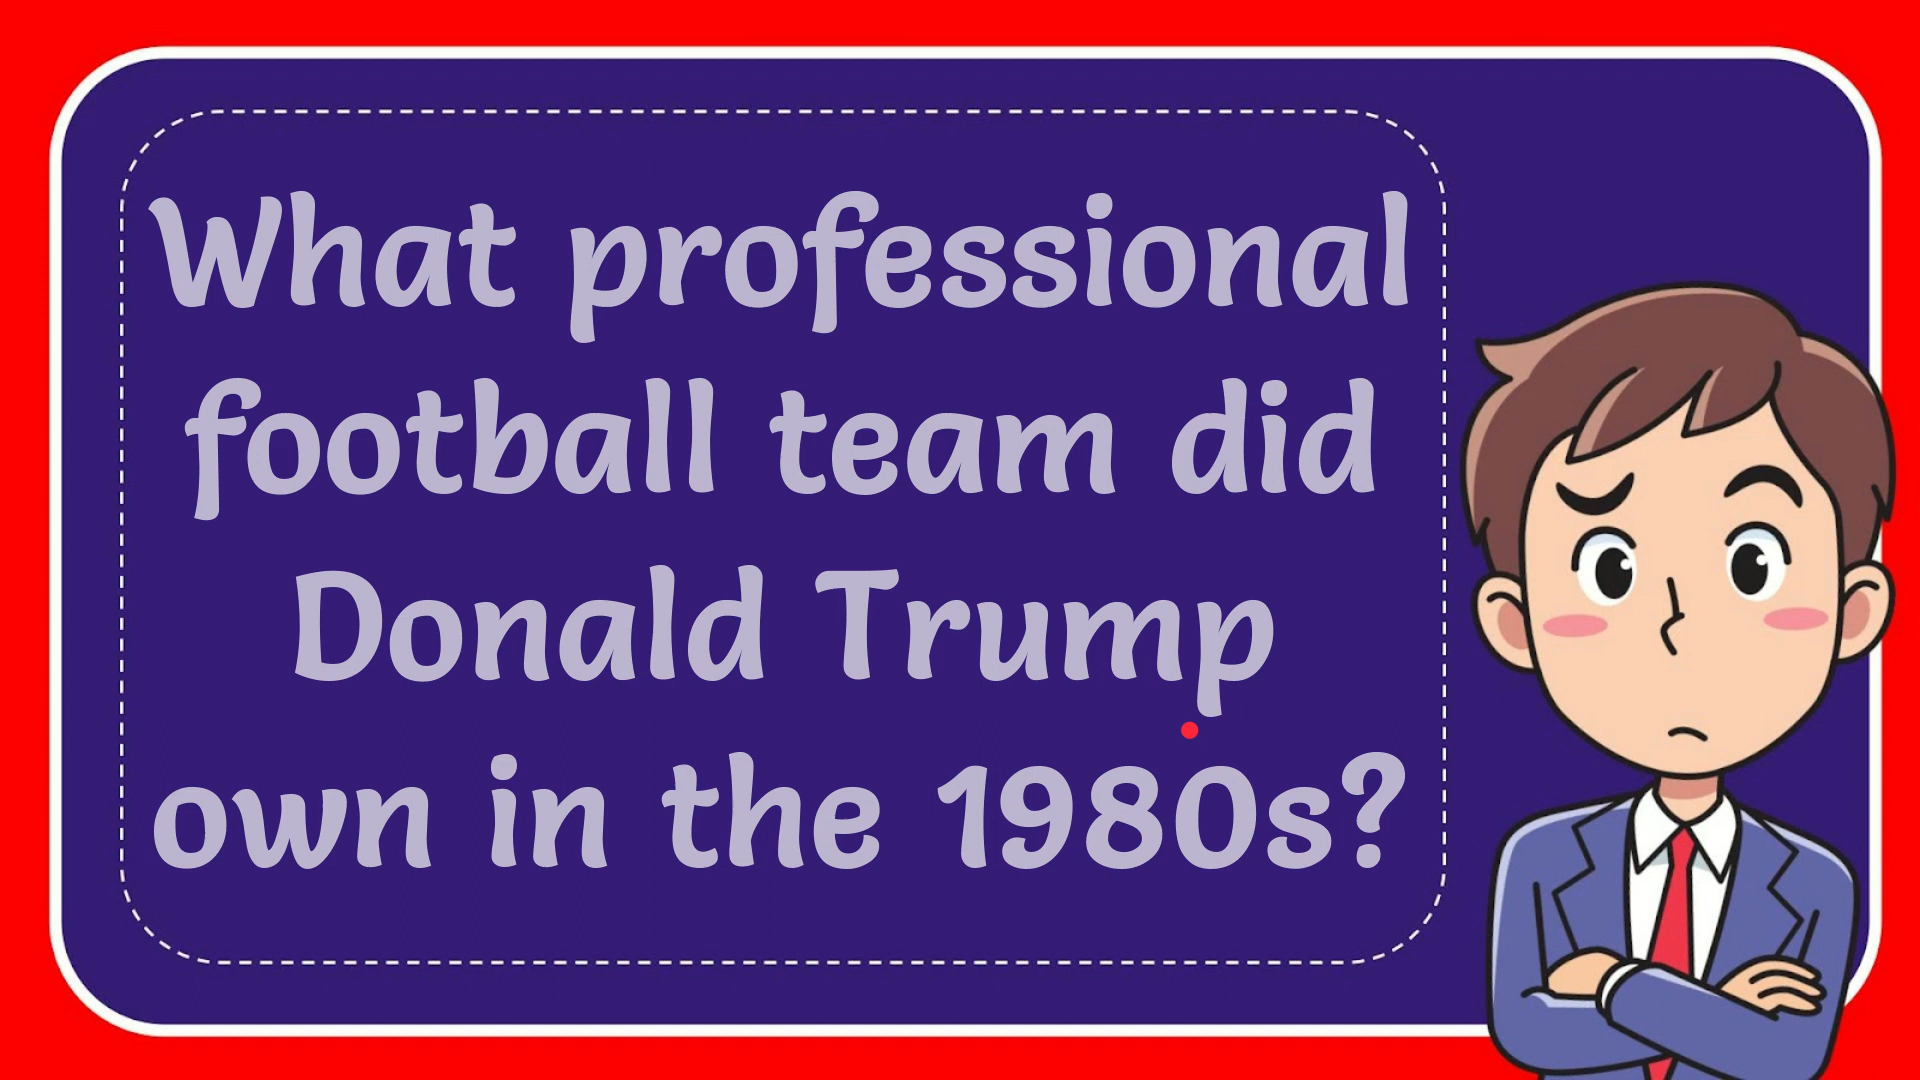 What professional
football team did
Donald Trump
own in the 1980s?